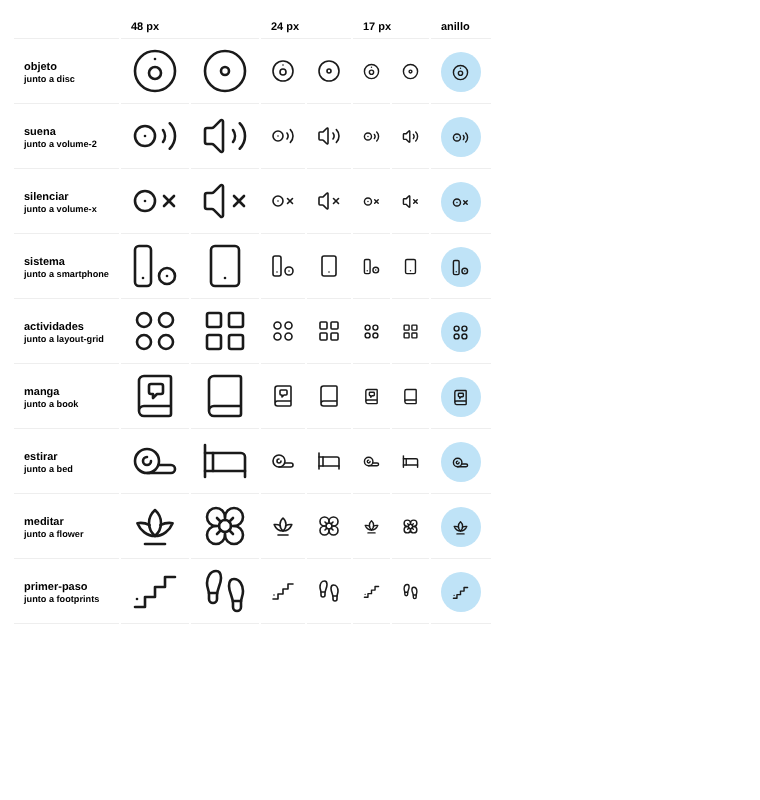 48 px 24 px 17 px anillo
objeto
junto a disc
suena
junto a volume-2
silenciar
junto a volume-x
sistema
junto a smartphone
actividades
junto a layout-grid
manga
junto a book
estirar
junto a bed
meditar
junto a flower
primer-paso
junto a footprints